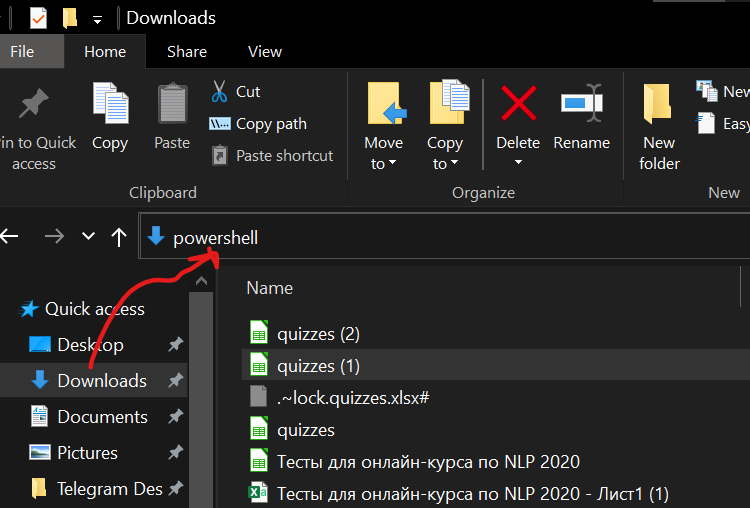 Downloads
File Home Share View
in to Quick access
Copy
Paste
Cut
Copy path
Paste shortcut
Clipboard
Move to
Copy to
Delete
Rename
Organize
New folder
New
Easy
New
powershell
Name
Quick access
Desktop
Downloads
Documents
Pictures
Telegram Des
quizzes (2)
quizzes (1)
.~lock.quizzes.xlsx#
quizzes
Тесты для онлайн-курса по NLP 2020
Тесты для онлайн-курса по NLP 2020 - Лист1 (1)